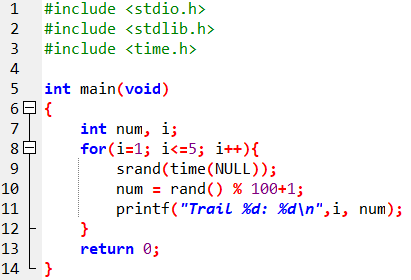 1 #include <stdio.h>
2 #include <stdlib.h>
3 #include <time.h>
4
5 int main(void)
6 {
7     int num, i;
8     for(i=1; i<=5; i++){
9         srand(time(NULL));
10         num = rand() % 100+1;
11         printf("Trail %d: %d\n",i, num);
12     }
13     return 0;
14 }